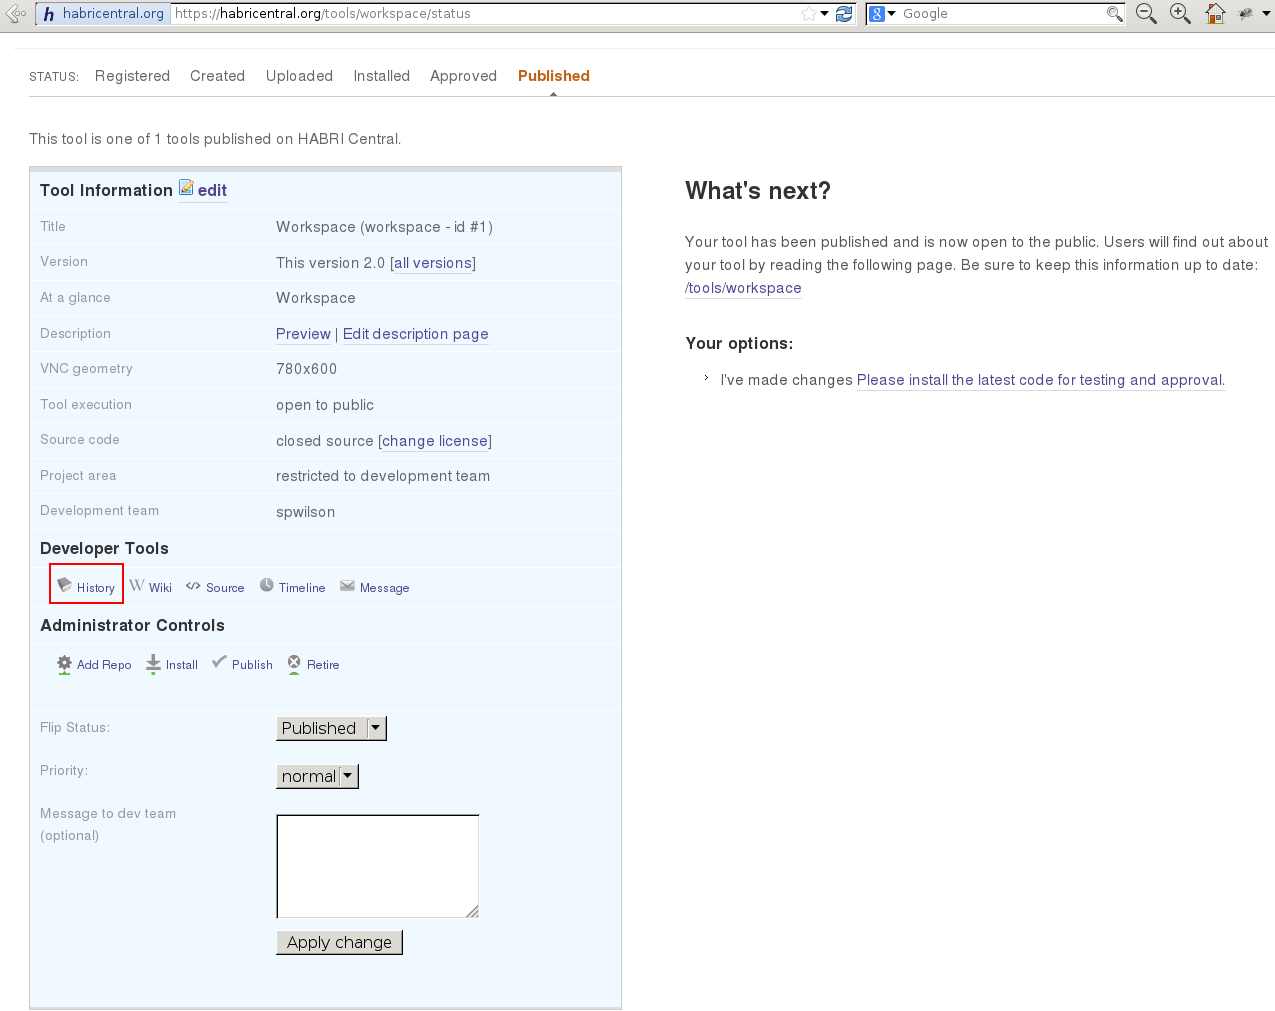 habricentral.org https://habricentral.org/tools/workspace/status Google
STATUS: Registered Created Uploaded Installed Approved Published
This tool is one of 1 tools published on HABRI Central.
Tool Information edit
Title Workspace (workspace - id #1)
Version This version 2.0 [all versions]
At a glance Workspace
Description Preview | Edit description page
VNC geometry 780x600
Tool execution open to public
Source code closed source [change license]
Project area restricted to development team
Development team spwilson
Developer Tools
History Wiki Source Timeline Message
Administrator Controls
Add Repo Install Publish Retire
Flip Status: Published
Priority: normal
Message to dev team
(optional)
Apply change
What's next?
Your tool has been published and is now open to the public. Users will find out about
your tool by reading the following page. Be sure to keep this information up to date:
/tools/workspace
Your options:
I've made changes Please install the latest code for testing and approval.